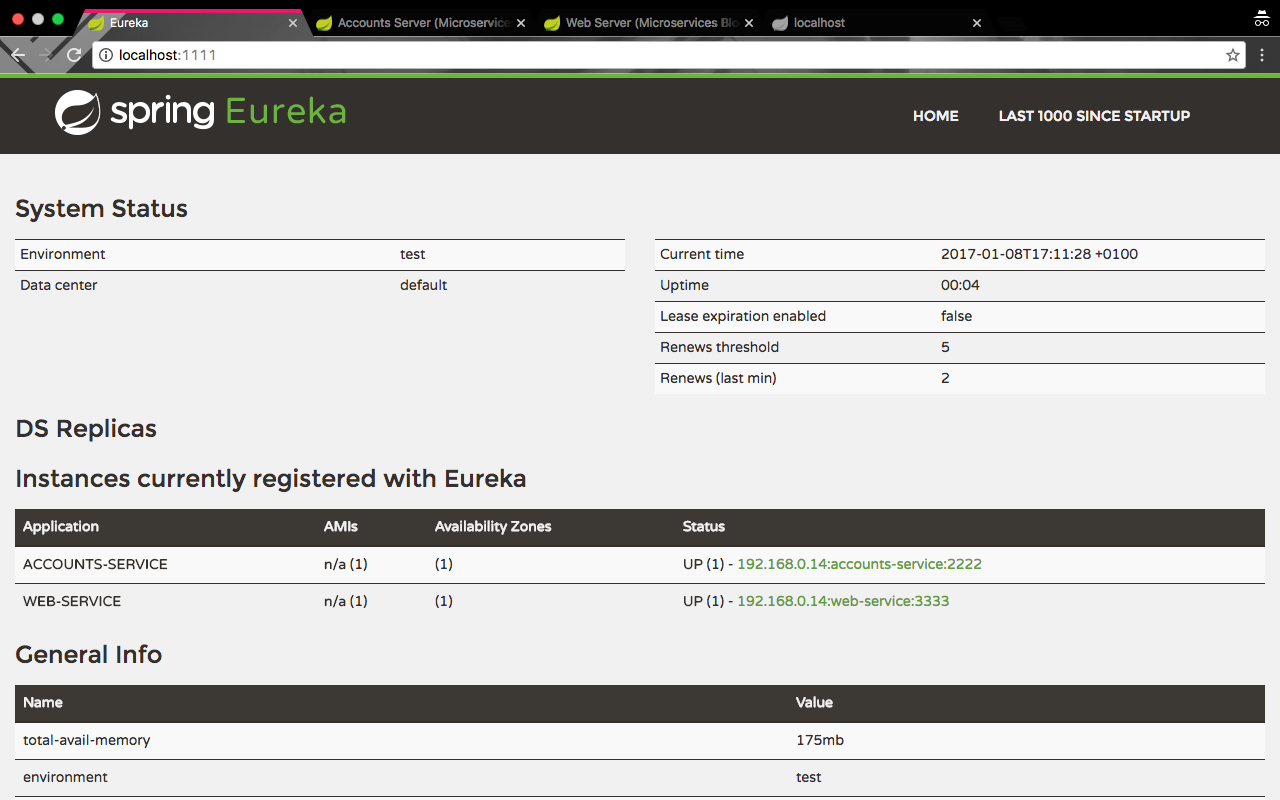 Eureka
Accounts Server (Microservice
Web Server (Microservices Blo
localhost
localhost:1111
spring Eureka
HOME LAST 1000 SINCE STARTUP
System Status
Environment test
Data center default
Current time 2017-01-08T17:11:28 +0100
Uptime 00:04
Lease expiration enabled false
Renews threshold 5
Renews (last min) 2
DS Replicas
Instances currently registered with Eureka
Application AMIs Availability Zones Status
ACCOUNTS-SERVICE n/a (1) (1) UP (1) - 192.168.0.14:accounts-service:2222
WEB-SERVICE n/a (1) (1) UP (1) - 192.168.0.14:web-service:3333
General Info
Name Value
total-avail-memory 175mb
environment test